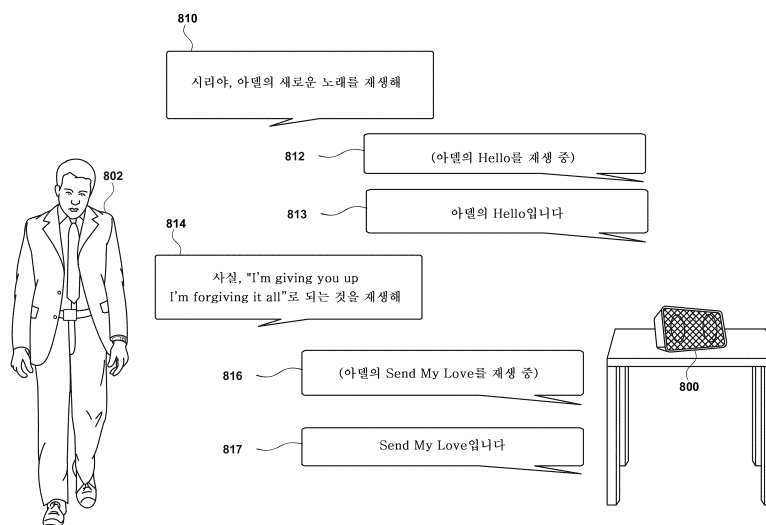 810
시리야, 아델의 새로운 노래를 재생해
812
(아델의 Hello를 재생 중)
802
813
아델의 Hello입니다
814
사실, "I'm giving you up
I'm forgiving it all"로 되는 것을 재생해
816
(아델의 Send My Love를 재생 중)
800
817
Send My Love입니다